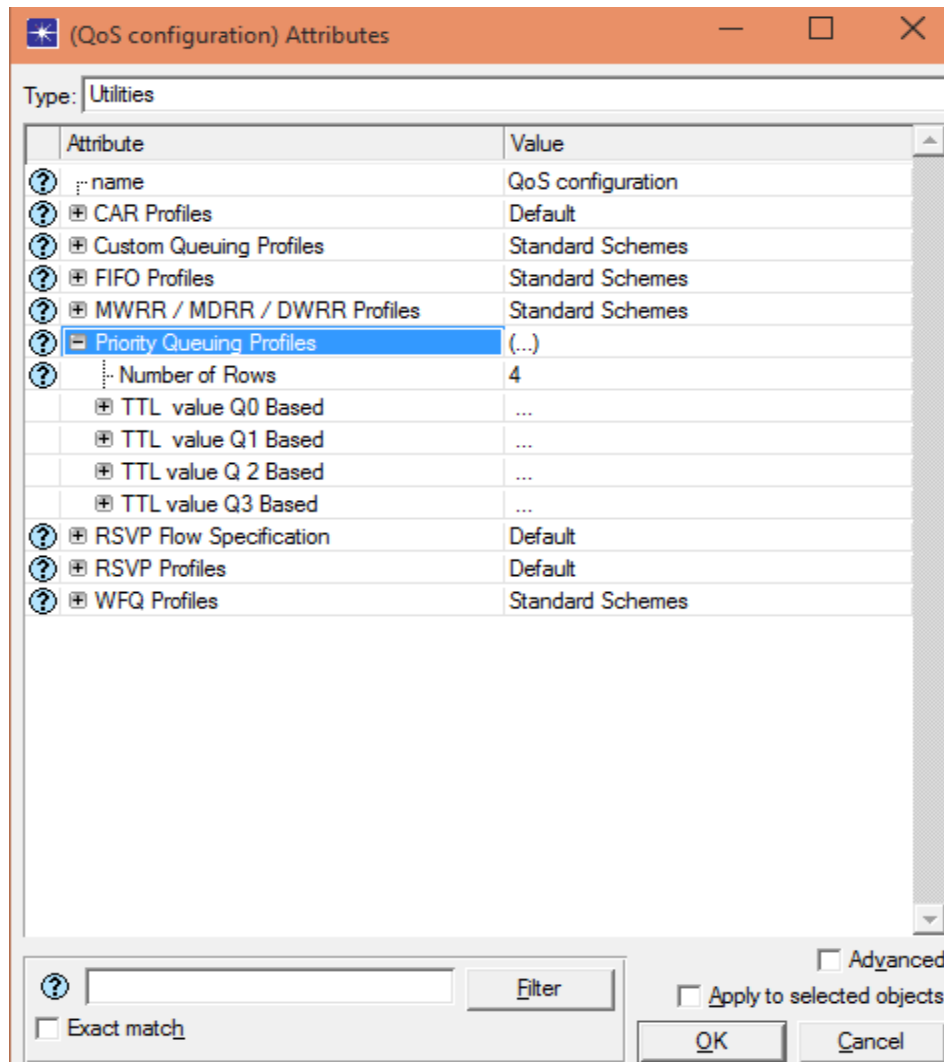 (QoS configuration) Attributes
Type: Utilities
Attribute Value
name QoS configuration
CAR Profiles Default
Custom Queuing Profiles Standard Schemes
FIFO Profiles Standard Schemes
MWRR / MDRR / DWRR Profiles Standard Schemes
Priority Queuing Profiles (...)
Number of Rows 4
TTL value Q0 Based ...
TTL value Q1 Based ...
TTL value Q 2 Based ...
TTL value Q3 Based ...
RSVP Flow Specification Default
RSVP Profiles Default
WFQ Profiles Standard Schemes
Advanced
Filter
Apply to selected objects
Exact match
OK Cancel